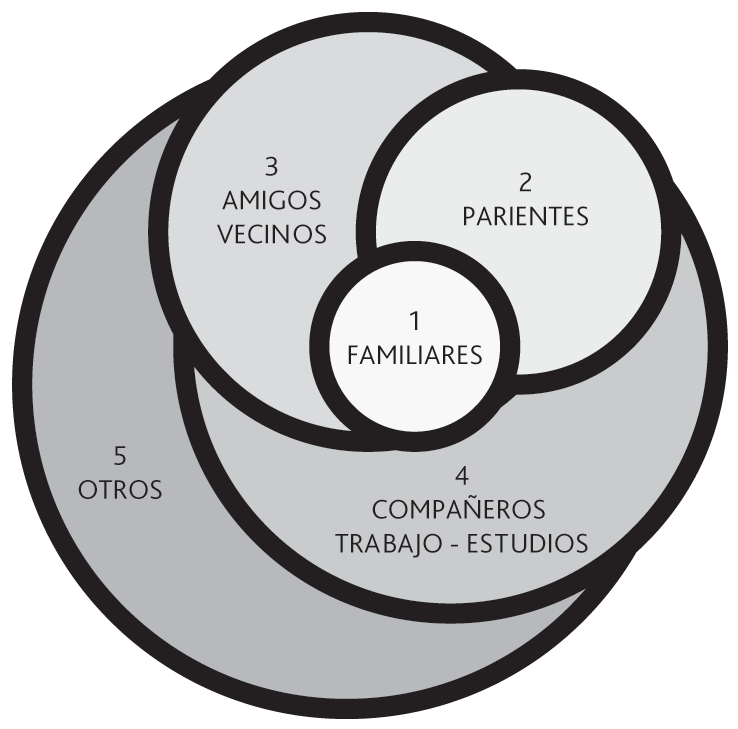 3
AMIGOS
VECINOS
2
PARIENTES
1
FAMILIARES
5
OTROS
4
COMPAÑEROS
TRABAJO - ESTUDIOS